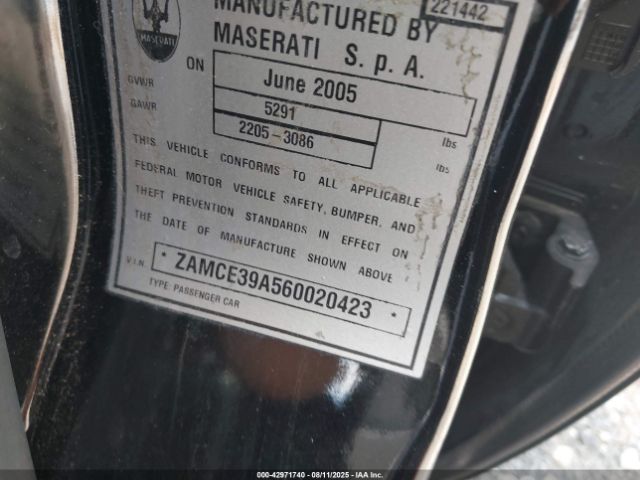 MASERATI
MANUFACTURED BY
221442
MASERATI S. p. A.
ON June 2005
GVWR 5291 lbs
GAWR 2205-3086 lbs
THIS VEHICLE CONFORMS TO ALL APPLICABLE
FEDERAL MOTOR VEHICLE SAFETY, BUMPER, AND
THEFT PREVENTION STANDARDS IN EFFECT ON
THE DATE OF MANUFACTURE SHOWN ABOVE
V.I.N. * ZAMCE39A560020423 *
TYPE: PASSENGER CAR
000-42971740 - 08/11/2025 - IAA Inc.